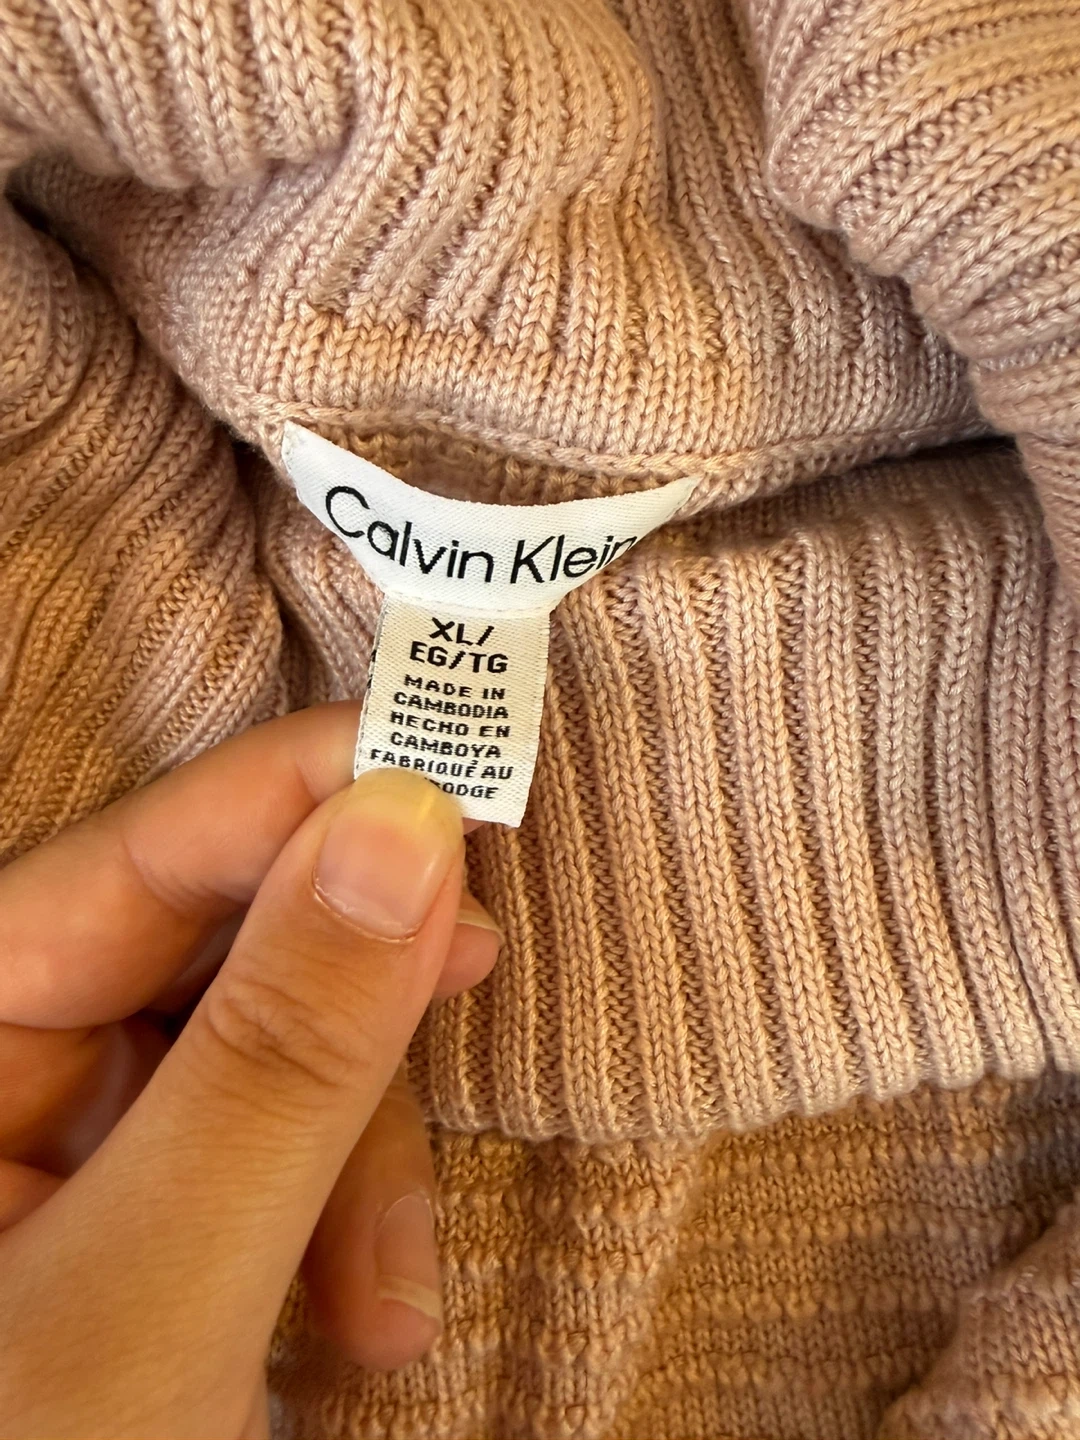 Calvin Klein
XL/
EG/TG
MADE IN
CAMBODIA
HECHO EN
CAMBOYA
FABRIQUÉ AU